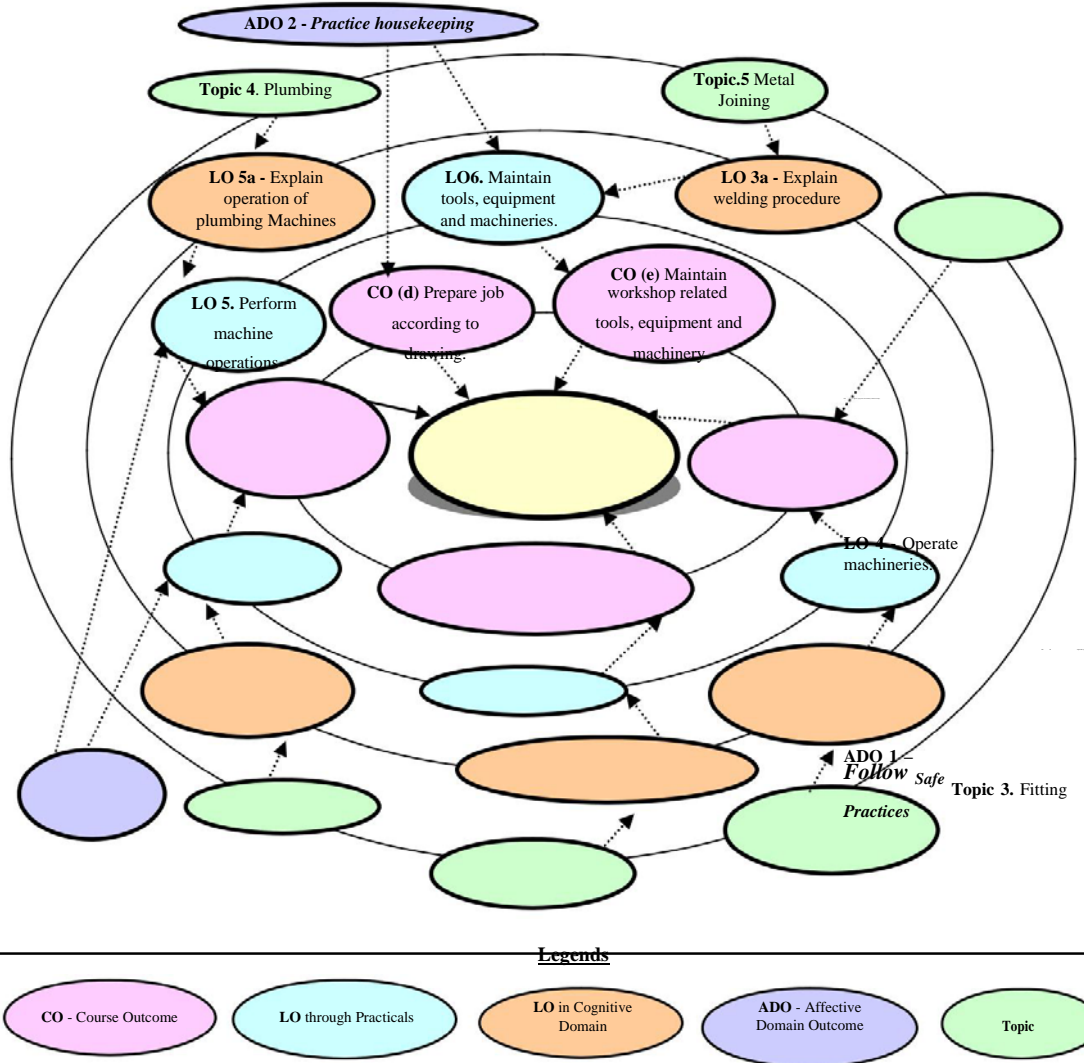 ADO 2 - Practice housekeeping
Topic 4. Plumbing
Topic.5 Metal
Joining
LO 5a - Explain
operation of
plumbing Machines
LO6. Maintain
tools, equipment
and machineries.
LO 3a - Explain
welding procedure
LO 5. Perform
machine
operations
CO (d) Prepare job
according to
drawing.
CO (e) Maintain
workshop related
tools, equipment and
machinery
LO 4 - Operate
machineries.
ADO 1 –
Follow Safe
Practices
Topic 3. Fitting
Legends
CO - Course Outcome
LO through Practicals
LO in Cognitive
Domain
ADO - Affective
Domain Outcome
Topic